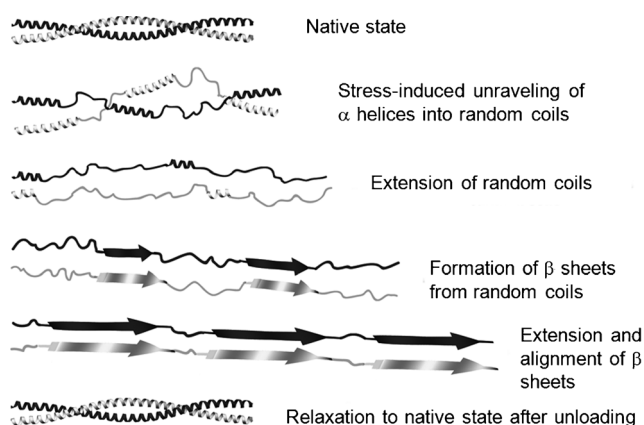 Native state
Stress-induced unraveling of
α helices into random coils
Extension of random coils
Formation of β sheets
from random coils
Extension and
alignment of β
sheets
Relaxation to native state after unloading